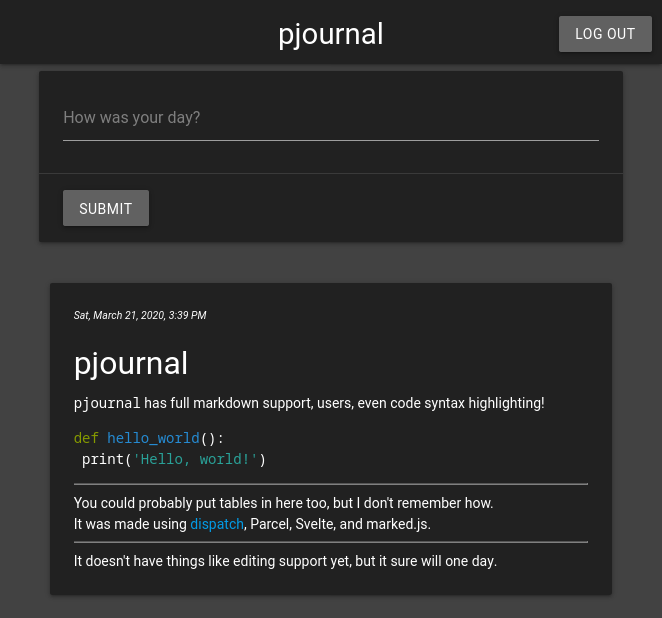 pjournal
LOG OUT
How was your day?
SUBMIT
Sat, March 21, 2020, 3:39 PM
pjournal
pjournal has full markdown support, users, even code syntax highlighting!
def hello_world():
 print('Hello, world!')
You could probably put tables in here too, but I don't remember how.
It was made using dispatch, Parcel, Svelte, and marked.js.
It doesn't have things like editing support yet, but it sure will one day.